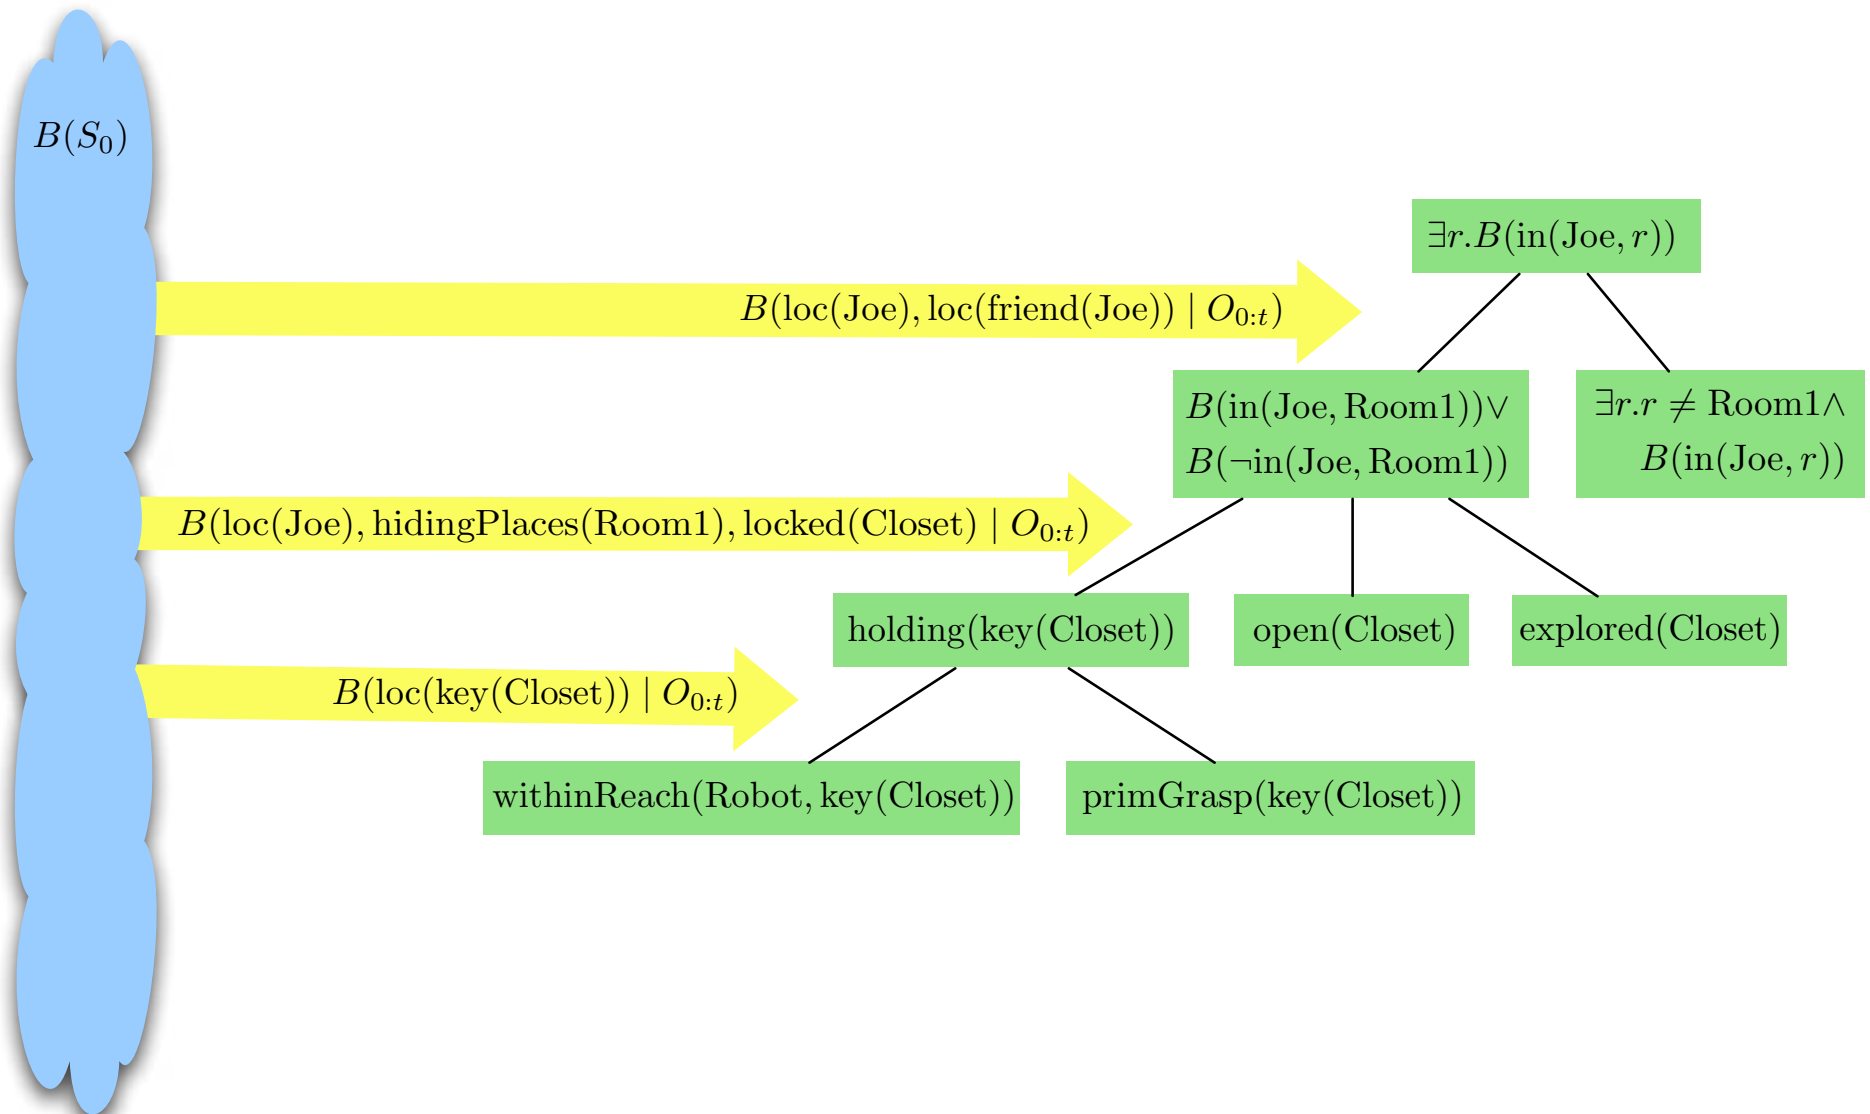 B(S₀)
∃r.B(in(Joe, r))
B(loc(Joe), loc(friend(Joe)) | O₀:ₜ)
B(in(Joe, Room1))∨
B(¬in(Joe, Room1))
∃r.r ≠ Room1∧
B(in(Joe, r))
B(loc(Joe), hidingPlaces(Room1), locked(Closet) | O₀:ₜ)
holding(key(Closet))
open(Closet)
explored(Closet)
B(loc(key(Closet)) | O₀:ₜ)
withinReach(Robot, key(Closet))
primGrasp(key(Closet))